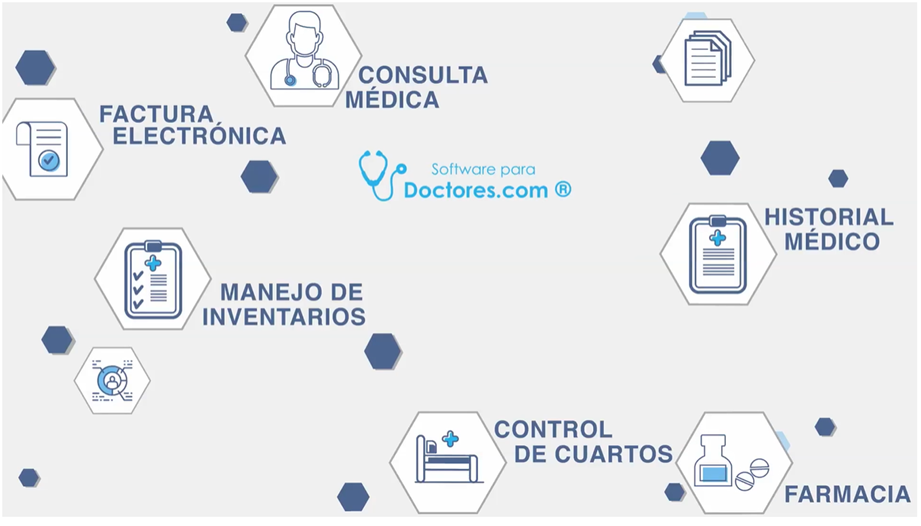 CONSULTA
MÉDICA
FACTURA
ELECTRÓNICA
Software para
Doctores.com ®
HISTORIAL
MÉDICO
MANEJO DE
INVENTARIOS
CONTROL
DE CUARTOS
FARMACIA